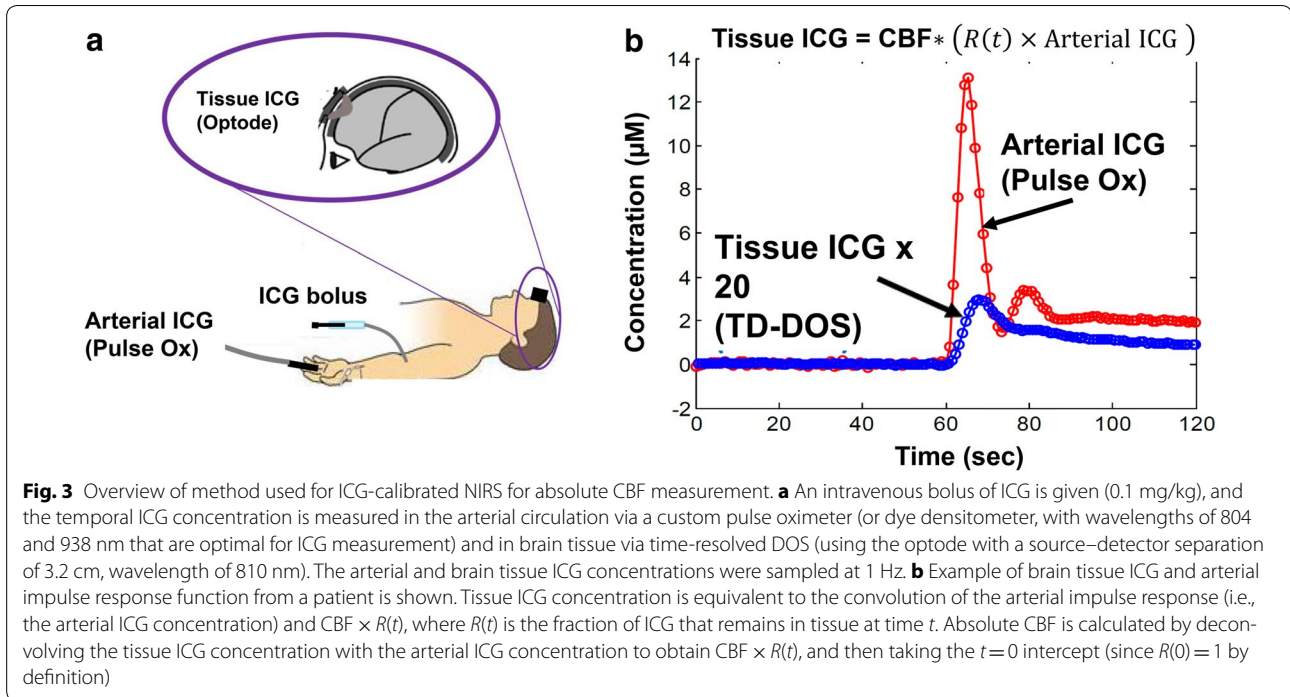 a
Tissue ICG
(Optode)
ICG bolus
Arterial ICG
(Pulse Ox)
b
Tissue ICG = CBF* (R(t) × Arterial ICG )
Concentration (µM)
14
12
10
8
6
4
2
0
-2
Arterial ICG
(Pulse Ox)
Tissue ICG x
20
(TD-DOS)
0
20
40
60
80
100
120
Time (sec)
Fig. 3 Overview of method used for ICG-calibrated NIRS for absolute CBF measurement. a An intravenous bolus of ICG is given (0.1 mg/kg), and
the temporal ICG concentration is measured in the arterial circulation via a custom pulse oximeter (or dye densitometer, with wavelengths of 804
and 938 nm that are optimal for ICG measurement) and in brain tissue via time-resolved DOS (using the optode with a source–detector separation
of 3.2 cm, wavelength of 810 nm). The arterial and brain tissue ICG concentrations were sampled at 1 Hz. b Example of brain tissue ICG and arterial
impulse response function from a patient is shown. Tissue ICG concentration is equivalent to the convolution of the arterial impulse response (i.e.,
the arterial ICG concentration) and CBF × R(t), where R(t) is the fraction of ICG that remains in tissue at time t. Absolute CBF is calculated by decon-
volving the tissue ICG concentration with the arterial ICG concentration to obtain CBF × R(t), and then taking the t = 0 intercept (since R(0) = 1 by
definition)